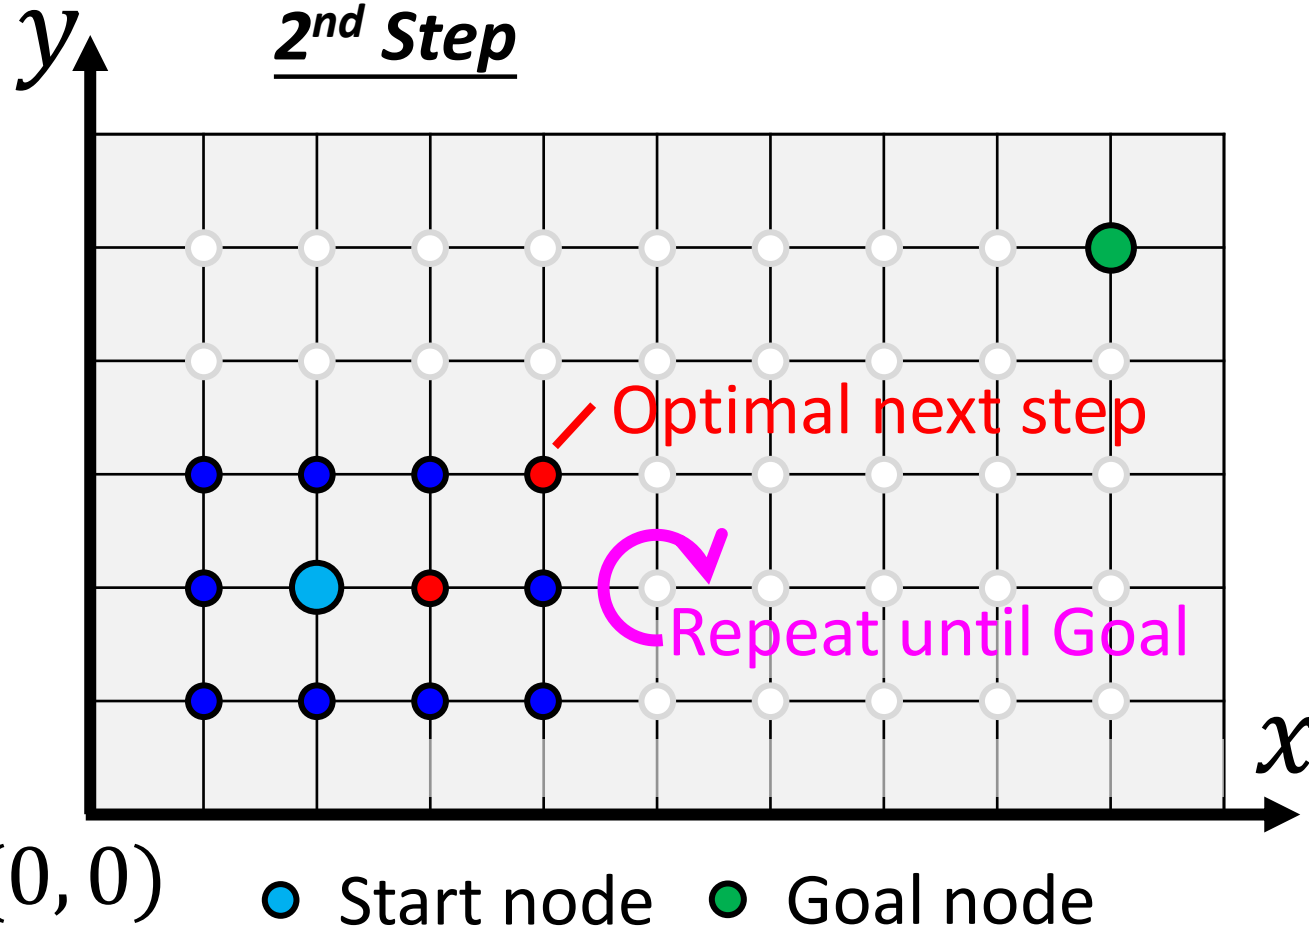 y
2nd Step
Optimal next step
Repeat until Goal
x
(0, 0)
Start node
Goal node